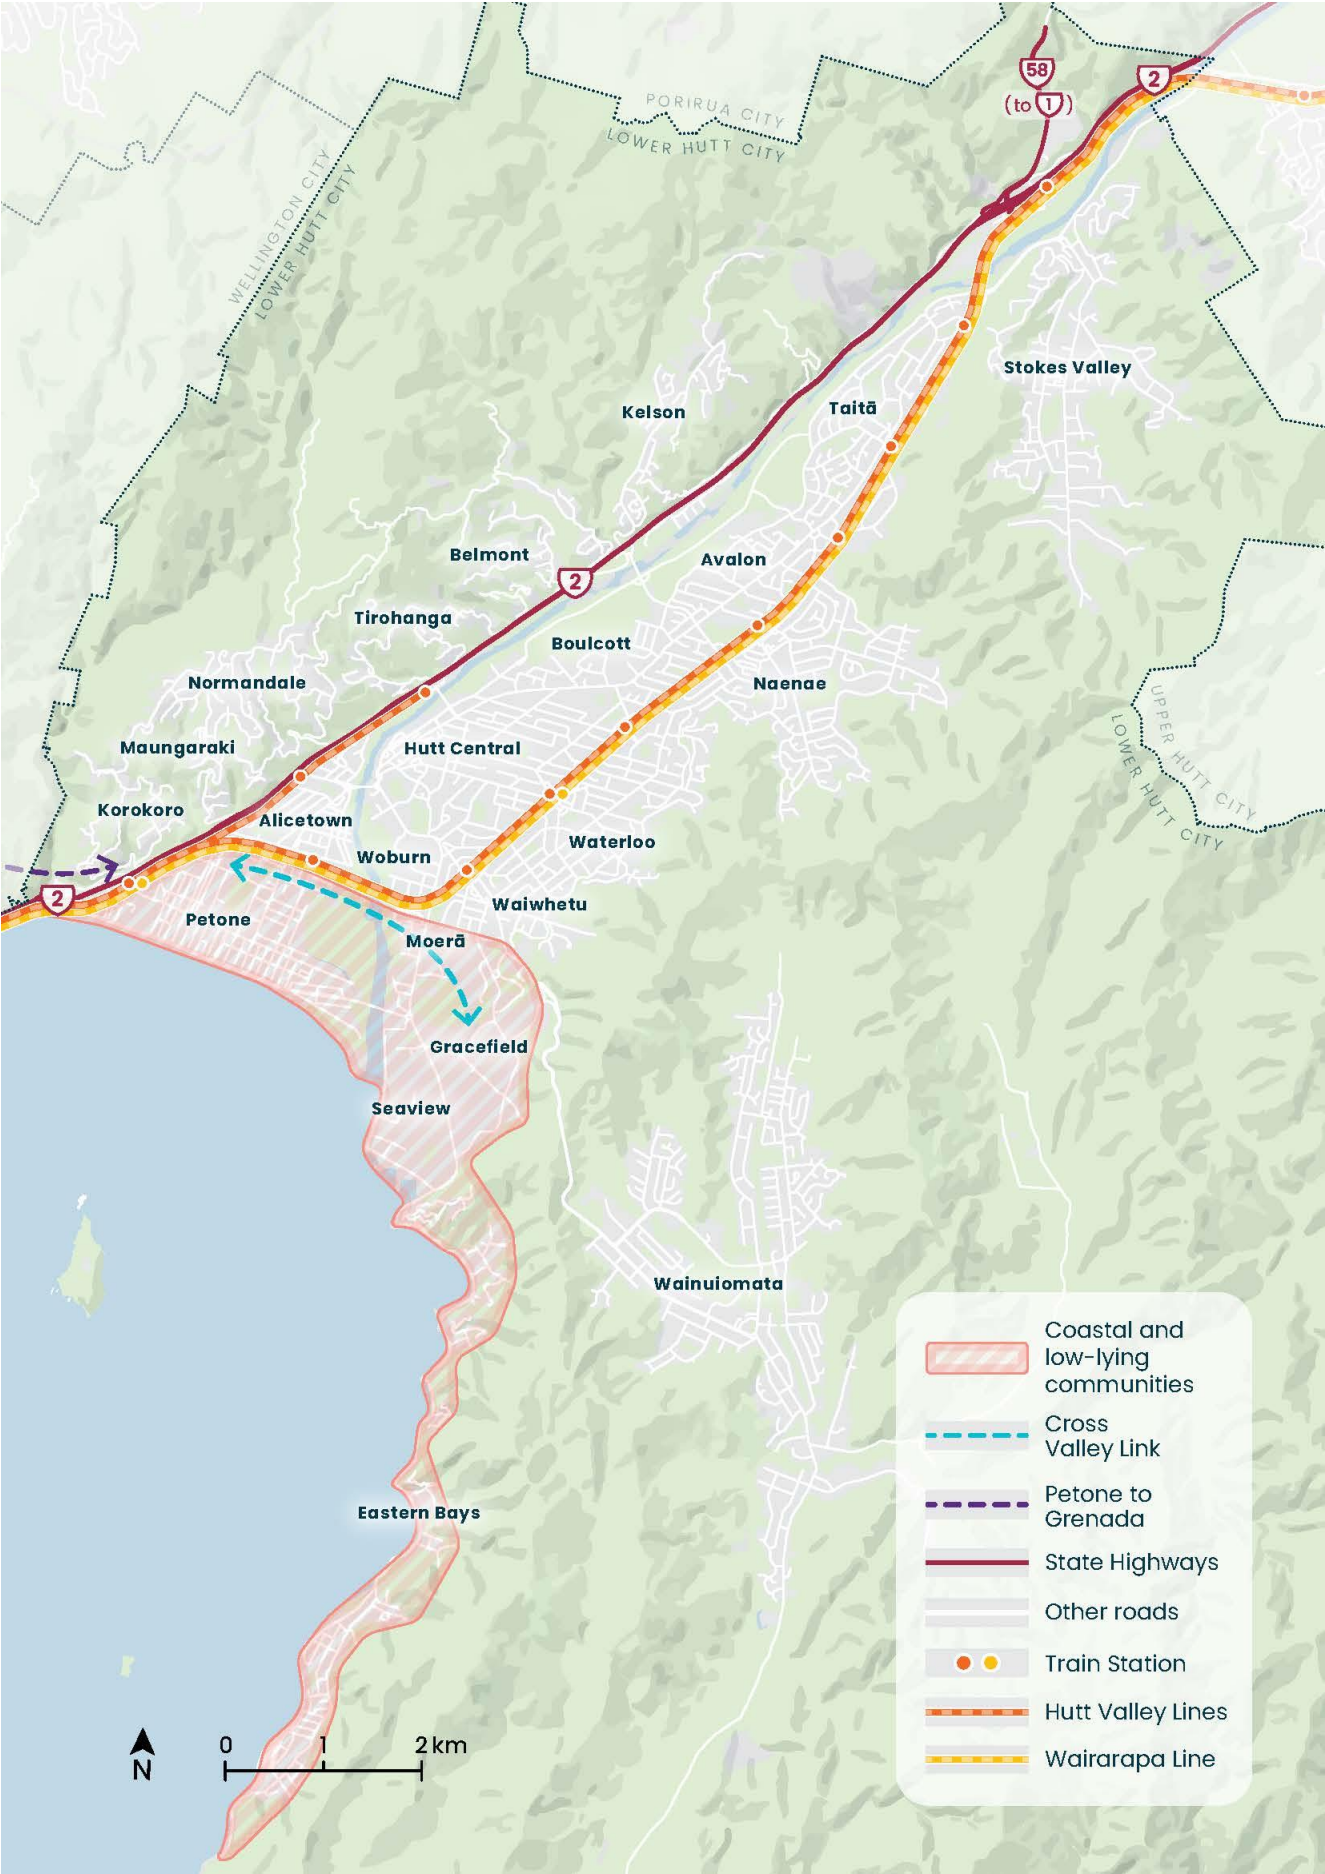 58
2
(to 1)
PORIRUA CITY
LOWER HUTT CITY
WELLINGTON CITY
LOWER HUTT CITY
Stokes Valley
Taitā
Kelson
Belmont
Avalon
2
Tirohanga
Boulcott
Normandale
Naenae
UPPER HUTT CITY
LOWER HUTT CITY
Maungaraki
Hutt Central
Korokoro
Alicetown
Waterloo
Woburn
2
Waiwhetu
Petone
Moerā
Gracefield
Seaview
Wainuiomata
Eastern Bays
Coastal and
low-lying
communities
Cross
Valley Link
Petone to
Grenada
State Highways
Other roads
Train Station
Hutt Valley Lines
Wairarapa Line
N
0 1 2 km